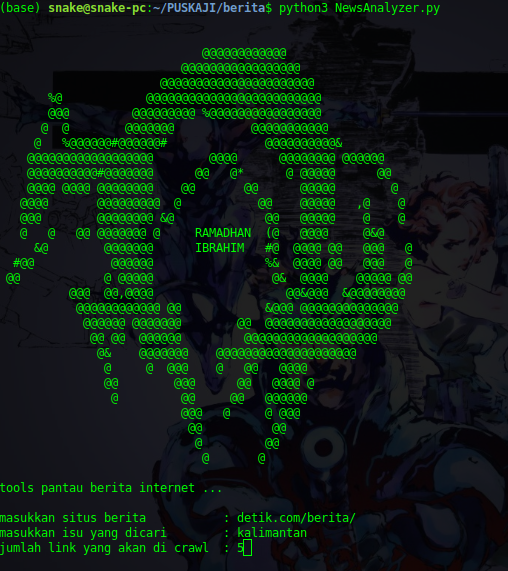 (base) snake@snake-pc:~/PUSKAJI/berita$ python3 NewsAnalyzer.py
RAMADHAN
IBRAHIM
tools pantau berita internet ...
masukkan situs berita : detik.com/berita/
masukkan isu yang dicari : kalimantan
jumlah link yang akan di crawl : 5